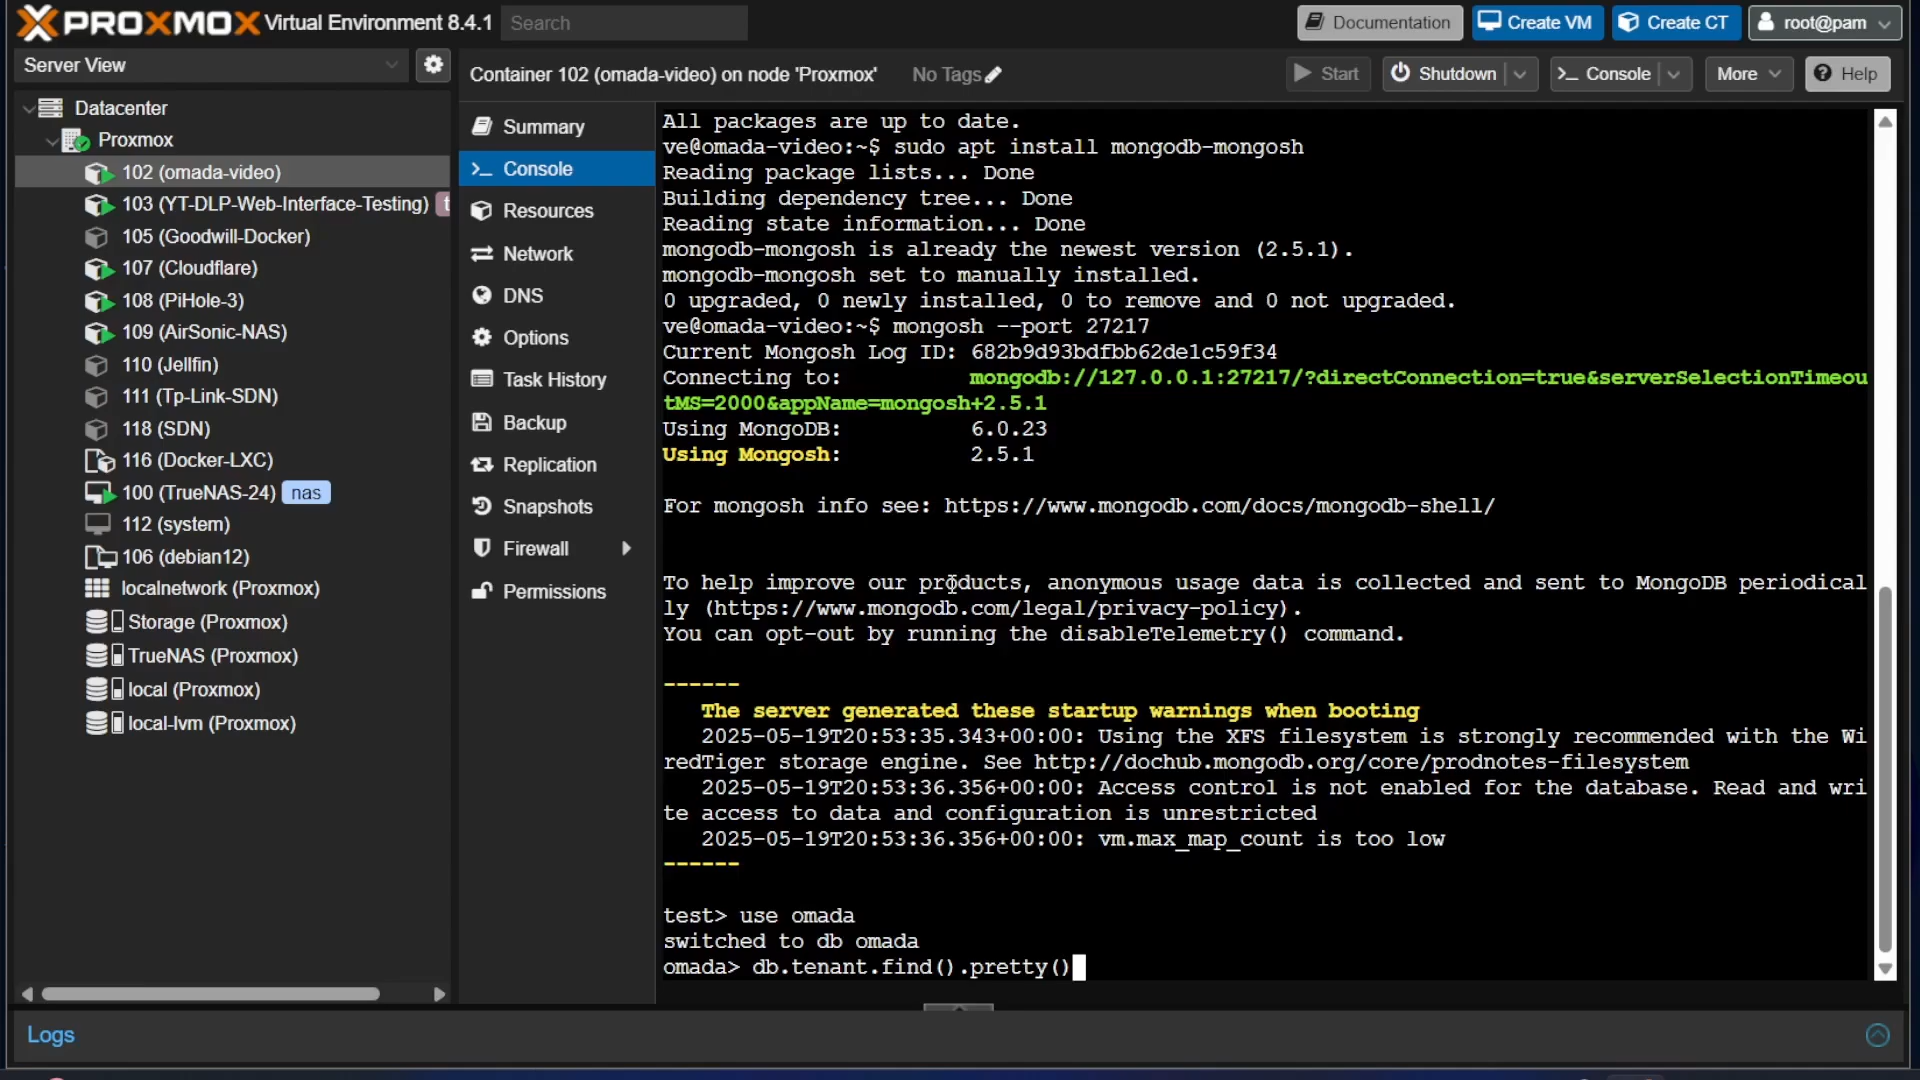 PROXMOX Virtual Environment 8.4.1
Search
Documentation
Create VM
Create CT
root@pam
Server View
Container 102 (omada-video) on node 'Proxmox'
No Tags
Start
Shutdown
Console
More
Help
Datacenter
Proxmox
102 (omada-video)
103 (YT-DLP-Web-Interface-Testing) t
105 (Goodwill-Docker)
107 (Cloudflare)
108 (PiHole-3)
109 (AirSonic-NAS)
110 (Jellfin)
111 (Tp-Link-SDN)
118 (SDN)
116 (Docker-LXC)
100 (TrueNAS-24) nas
112 (system)
106 (debian12)
localnetwork (Proxmox)
Storage (Proxmox)
TrueNAS (Proxmox)
local (Proxmox)
local-lvm (Proxmox)
Summary
Console
Resources
Network
DNS
Options
Task History
Backup
Replication
Snapshots
Firewall
Permissions
All packages are up to date.
ve@omada-video:~$ sudo apt install mongodb-mongosh
Reading package lists... Done
Building dependency tree... Done
Reading state information... Done
mongodb-mongosh is already the newest version (2.5.1).
mongodb-mongosh set to manually installed.
0 upgraded, 0 newly installed, 0 to remove and 0 not upgraded.
ve@omada-video:~$ mongosh --port 27217
Current Mongosh Log ID: 682b9d93bdfbb62de1c59f34
Connecting to: mongodb://127.0.0.1:27217/?directConnection=true&serverSelectionTimeou
tMS=2000&appName=mongosh+2.5.1
Using MongoDB: 6.0.23
Using Mongosh: 2.5.1
For mongosh info see: https://www.mongodb.com/docs/mongodb-shell/
To help improve our products, anonymous usage data is collected and sent to MongoDB periodical
ly (https://www.mongodb.com/legal/privacy-policy).
You can opt-out by running the disableTelemetry() command.
------
The server generated these startup warnings when booting
2025-05-19T20:53:35.343+00:00: Using the XFS filesystem is strongly recommended with the Wi
redTiger storage engine. See http://dochub.mongodb.org/core/prodnotes-filesystem
2025-05-19T20:53:36.356+00:00: Access control is not enabled for the database. Read and wri
te access to data and configuration is unrestricted
2025-05-19T20:53:36.356+00:00: vm.max_map_count is too low
------
test> use omada
switched to db omada
omada> db.tenant.find().pretty()
Logs